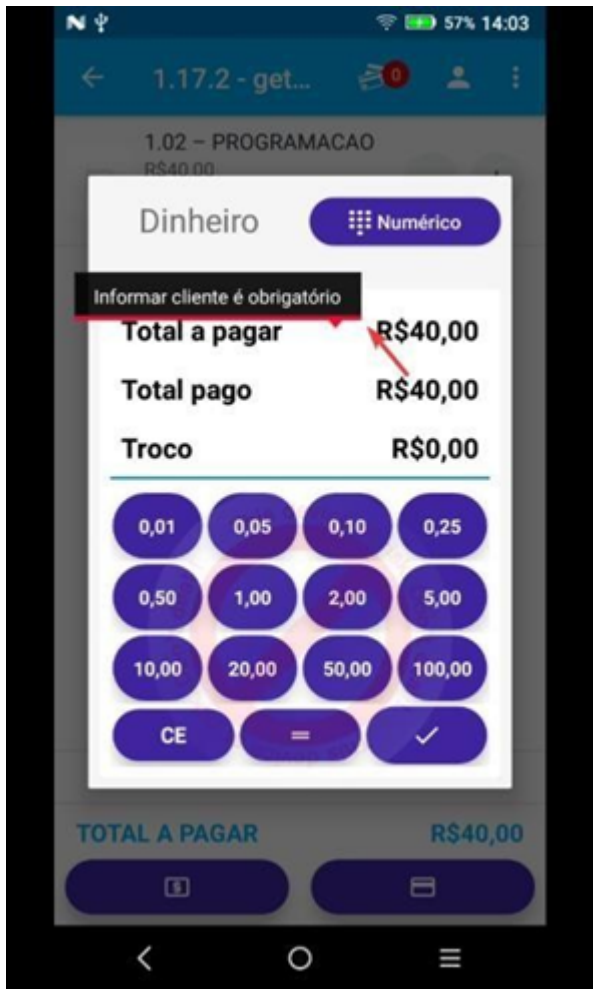 57% 14:03
1.17.2 - get... 0
1.02 – PROGRAMACAO
R$40,00
Dinheiro
Numérico
Informar cliente é obrigatório
Total a pagar R$40,00
Total pago R$40,00
Troco R$0,00
0,01 0,05 0,10 0,25
0,50 1,00 2,00 5,00
10,00 20,00 50,00 100,00
CE =
TOTAL A PAGAR R$40,00